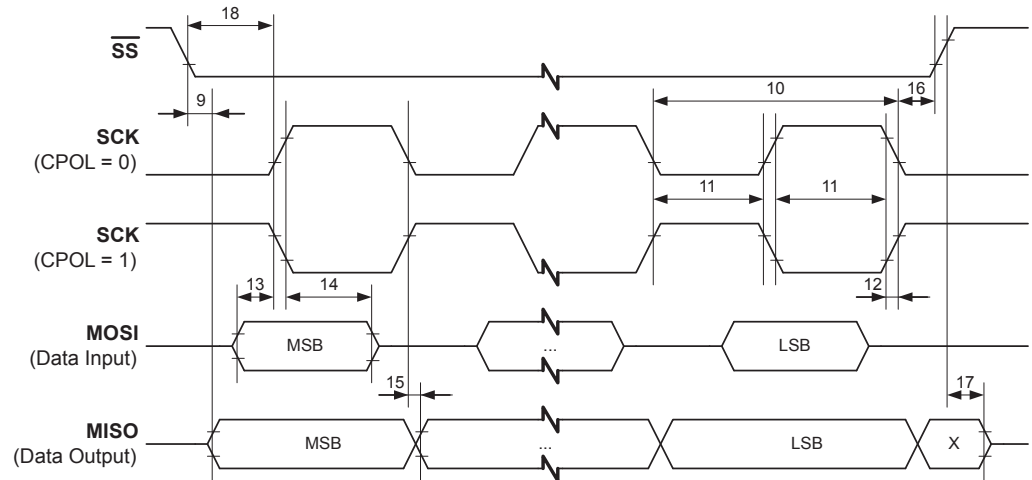 18
SS
9
10
16
SCK
(CPOL = 0)
11
11
SCK
(CPOL = 1)
13
14
12
MOSI
(Data Input)
MSB
...
LSB
15
17
MISO
(Data Output)
MSB
...
LSB
X